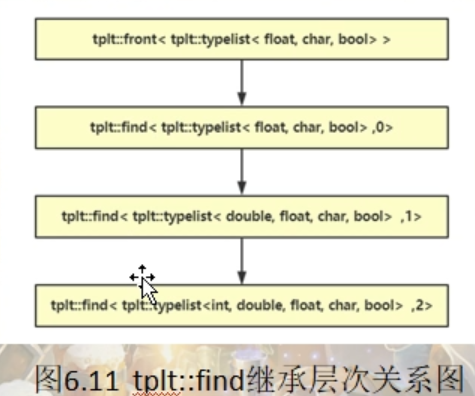 tplt::front< tplt::typelist< float, char, bool> >
tplt::find< tplt::typelist< float, char, bool> ,0>
tplt::find< tplt::typelist< double, float, char, bool> ,1>
tplt::find< tplt::typelist<int, double, float, char, bool> ,2>
图6.11 tplt::find继承层次关系图